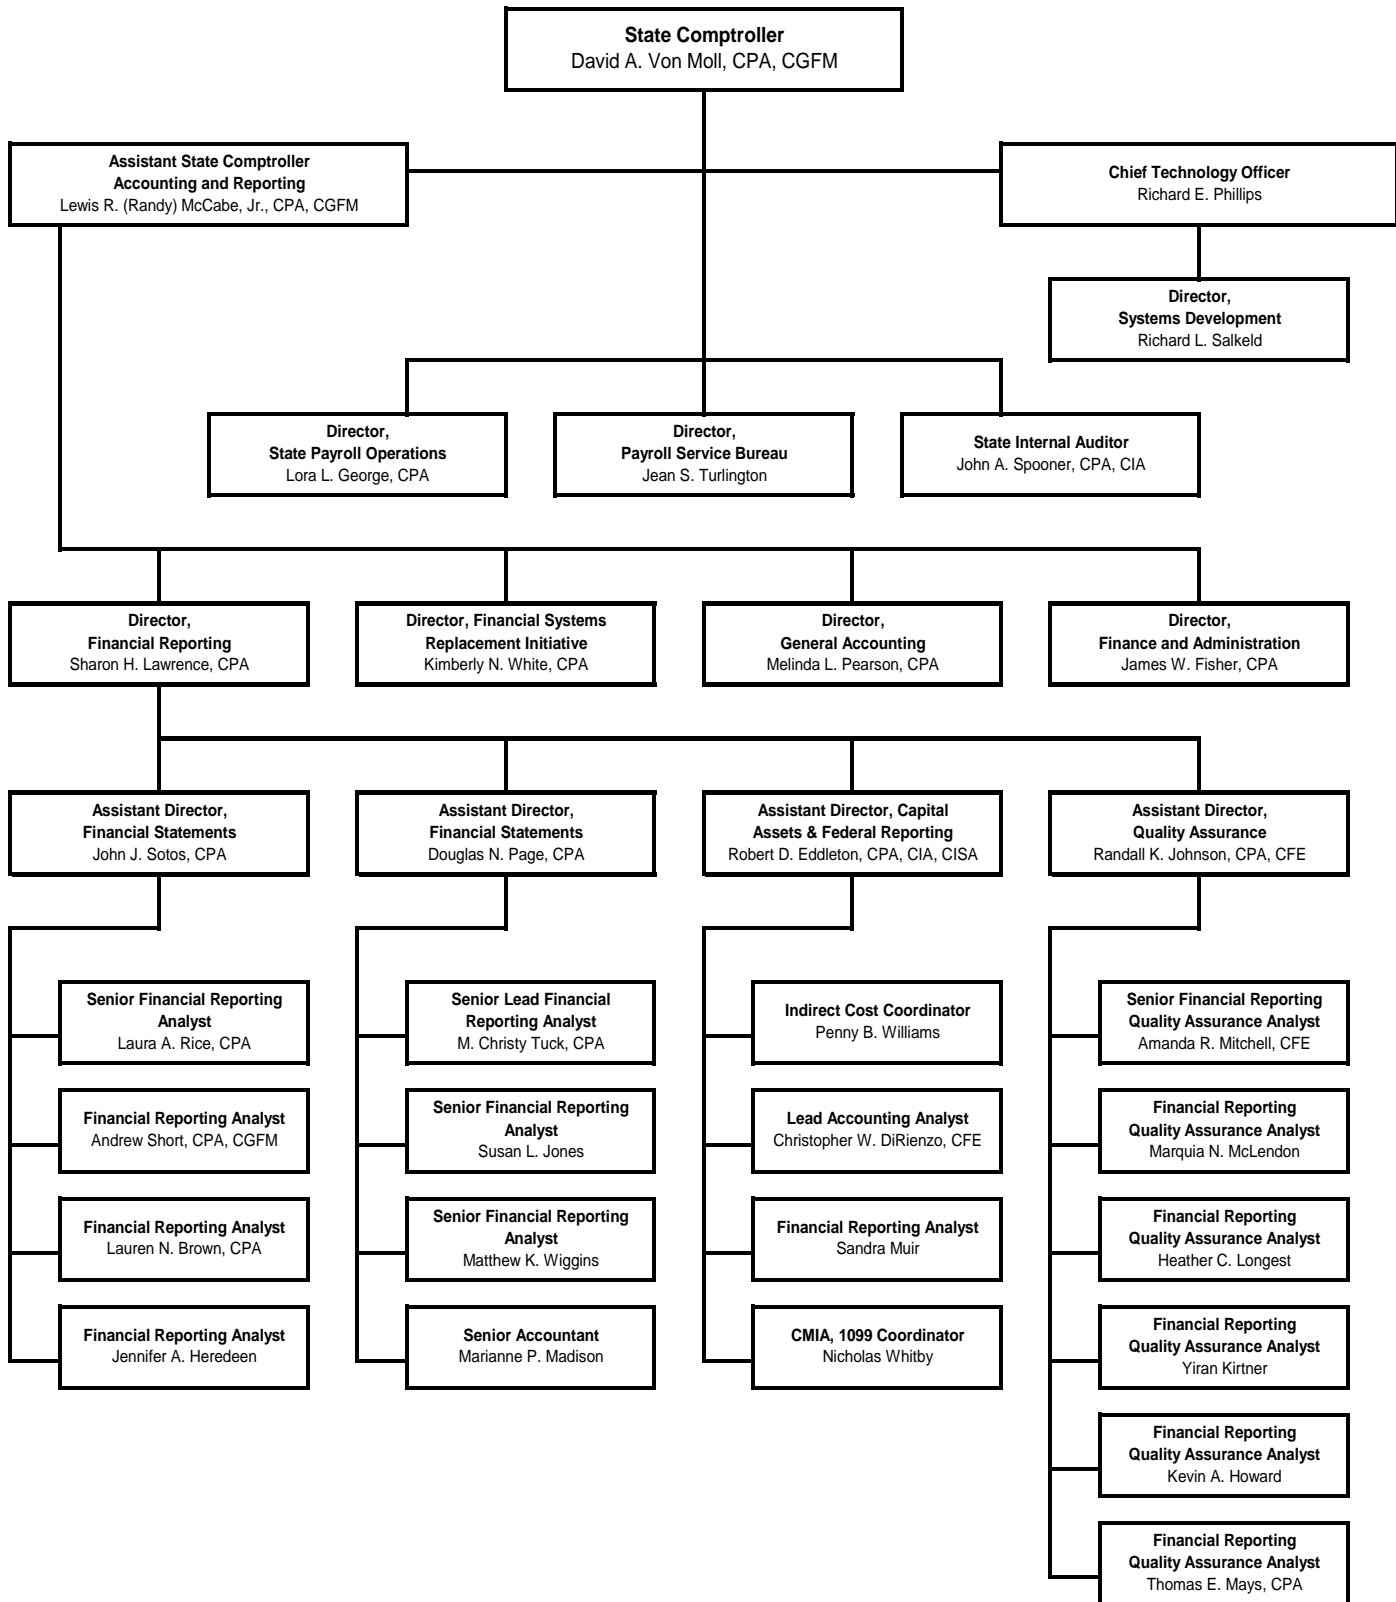 State Comptroller
David A. Von Moll, CPA, CGFM
Assistant State Comptroller
Accounting and Reporting
Lewis R. (Randy) McCabe, Jr., CPA, CGFM
Chief Technology Officer
Richard E. Phillips
Director,
Systems Development
Richard L. Salkeld
Director,
State Payroll Operations
Lora L. George, CPA
Director,
Payroll Service Bureau
Jean S. Turlington
State Internal Auditor
John A. Spooner, CPA, CIA
Director,
Financial Reporting
Sharon H. Lawrence, CPA
Director, Financial Systems
Replacement Initiative
Kimberly N. White, CPA
Director,
General Accounting
Melinda L. Pearson, CPA
Director,
Finance and Administration
James W. Fisher, CPA
Assistant Director,
Financial Statements
John J. Sotos, CPA
Assistant Director,
Financial Statements
Douglas N. Page, CPA
Assistant Director, Capital
Assets & Federal Reporting
Robert D. Eddleton, CPA, CIA, CISA
Assistant Director,
Quality Assurance
Randall K. Johnson, CPA, CFE
Senior Financial Reporting
Analyst
Laura A. Rice, CPA
Financial Reporting Analyst
Andrew Short, CPA, CGFM
Financial Reporting Analyst
Lauren N. Brown, CPA
Financial Reporting Analyst
Jennifer A. Heredeen
Senior Lead Financial
Reporting Analyst
M. Christy Tuck, CPA
Senior Financial Reporting
Analyst
Susan L. Jones
Senior Financial Reporting
Analyst
Matthew K. Wiggins
Senior Accountant
Marianne P. Madison
Indirect Cost Coordinator
Penny B. Williams
Lead Accounting Analyst
Christopher W. DiRienzo, CFE
Financial Reporting Analyst
Sandra Muir
CMIA, 1099 Coordinator
Nicholas Whitby
Senior Financial Reporting
Quality Assurance Analyst
Amanda R. Mitchell, CFE
Financial Reporting
Quality Assurance Analyst
Marquia N. McLendon
Financial Reporting
Quality Assurance Analyst
Heather C. Longest
Financial Reporting
Quality Assurance Analyst
Yiran Kirtner
Financial Reporting
Quality Assurance Analyst
Kevin A. Howard
Financial Reporting
Quality Assurance Analyst
Thomas E. Mays, CPA